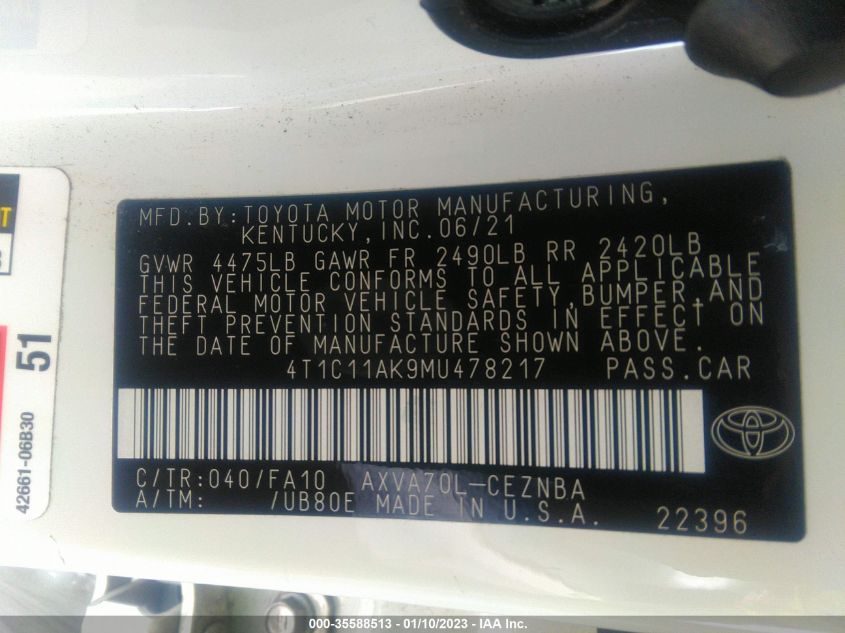 MFD.BY:TOYOTA MOTOR MANUFACTURING,
KENTUCKY,INC.06/21
GVWR 4475LB GAWR FR 2490LB RR 2420LB
THIS VEHICLE CONFORMS TO ALL APPLICABLE
FEDERAL MOTOR VEHICLE SAFETY,BUMPER,AND
THEFT PREVENTION STANDARDS IN EFFECT ON
THE DATE OF MANUFACTURE SHOWN ABOVE.
4T1C11AK9MU478217 PASS.CAR
C/TR:040/FA10 AXVA70L-CEZNBA
A/TM: /UB80E MADE IN U.S.A.
22396
51
42661-06B30
000-35588513 - 01/10/2023 - IAA Inc.